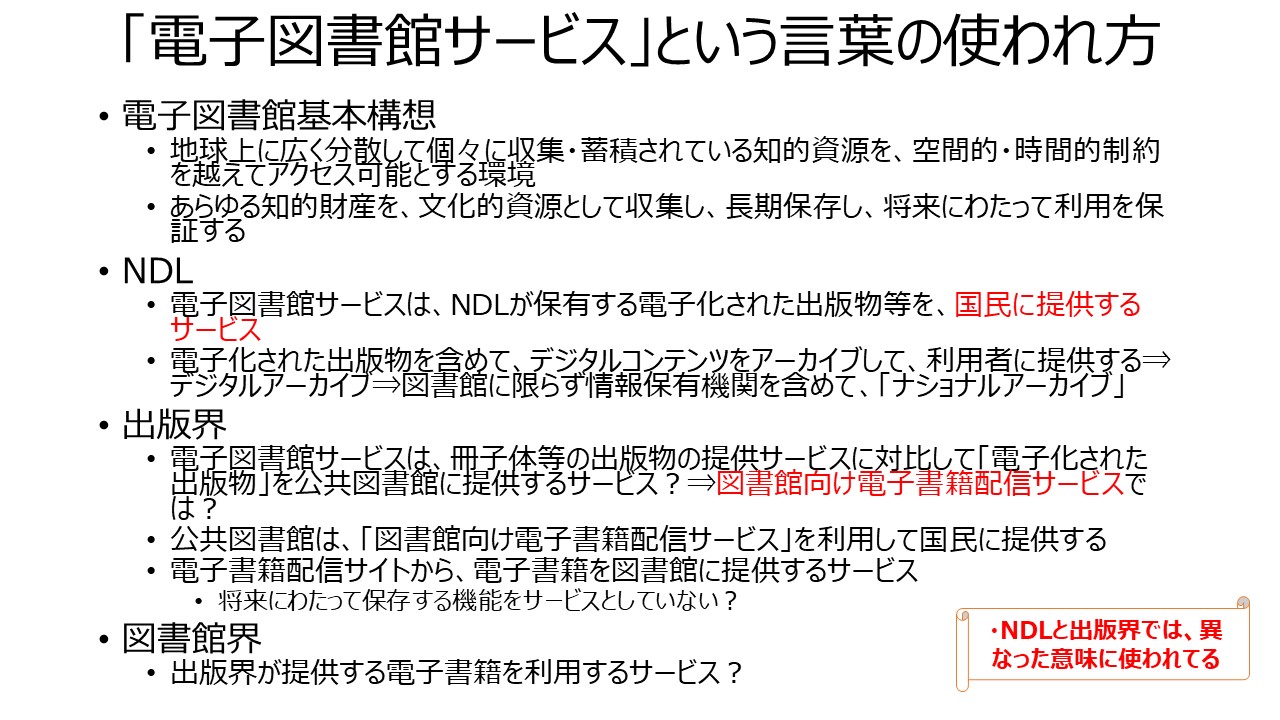 「電子図書館サービス」という言葉の使われ方
• 電子図書館基本構想
• 地球上に広く分散して個々に収集・蓄積されている知的資源を、空間的・時間的制約
を越えてアクセス可能とする環境
• あらゆる知的財産を、文化的資源として収集し、長期保存し、将来にわたって利用を保
証する
• NDL
• 電子図書館サービスは、NDLが保有する電子化された出版物等を、国民に提供する
サービス
• 電子化された出版物を含めて、デジタルコンテンツをアーカイブして、利用者に提供する⇒
デジタルアーカイブ⇒図書館に限らず情報保有機関を含めて、「ナショナルアーカイブ」
• 出版界
• 電子図書館サービスは、冊子体等の出版物の提供サービスに対比して「電子化された
出版物」を公共図書館に提供するサービス？⇒図書館向け電子書籍配信サービスで
は？
• 公共図書館は、「図書館向け電子書籍配信サービス」を利用して国民に提供する
• 電子書籍配信サイトから、電子書籍を図書館に提供するサービス
• 将来にわたって保存する機能をサービスとしていない？
• 図書館界
• 出版界が提供する電子書籍を利用するサービス？
・NDLと出版界では、異
なった意味に使われてる